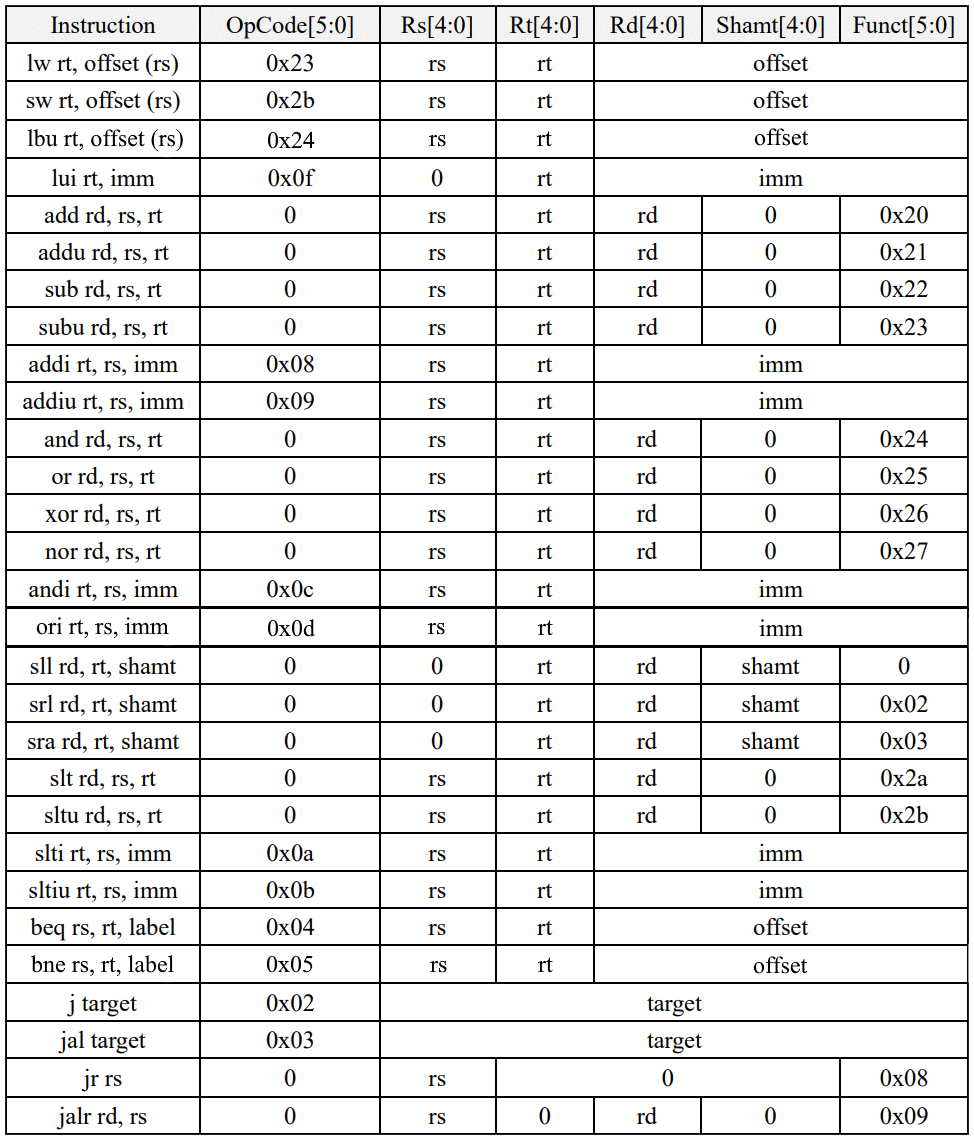 Instruction OpCode[5:0] Rs[4:0] Rt[4:0] Rd[4:0] Shamt[4:0] Funct[5:0]
lw rt, offset (rs) 0x23 rs rt offset
sw rt, offset (rs) 0x2b rs rt offset
lbu rt, offset (rs) 0x24 rs rt offset
lui rt, imm 0x0f 0 rt imm
add rd, rs, rt 0 rs rt rd 0 0x20
addu rd, rs, rt 0 rs rt rd 0 0x21
sub rd, rs, rt 0 rs rt rd 0 0x22
subu rd, rs, rt 0 rs rt rd 0 0x23
addi rt, rs, imm 0x08 rs rt imm
addiu rt, rs, imm 0x09 rs rt imm
and rd, rs, rt 0 rs rt rd 0 0x24
or rd, rs, rt 0 rs rt rd 0 0x25
xor rd, rs, rt 0 rs rt rd 0 0x26
nor rd, rs, rt 0 rs rt rd 0 0x27
andi rt, rs, imm 0x0c rs rt imm
ori rt, rs, imm 0x0d rs rt imm
sll rd, rt, shamt 0 0 rt rd shamt 0
srl rd, rt, shamt 0 0 rt rd shamt 0x02
sra rd, rt, shamt 0 0 rt rd shamt 0x03
slt rd, rs, rt 0 rs rt rd 0 0x2a
sltu rd, rs, rt 0 rs rt rd 0 0x2b
slti rt, rs, imm 0x0a rs rt imm
sltiu rt, rs, imm 0x0b rs rt imm
beq rs, rt, label 0x04 rs rt offset
bne rs, rt, label 0x05 rs rt offset
j target 0x02 target
jal target 0x03 target
jr rs 0 rs 0 0x08
jalr rd, rs 0 rs 0 rd 0 0x09